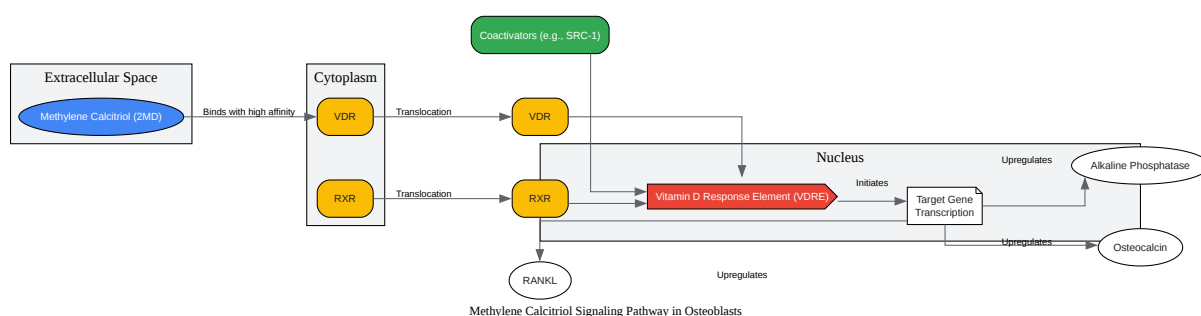 Coactivators (e.g., SRC-1)
Extracellular Space
Cytoplasm
Methylene Calcitriol (2MD)
Binds with high affinity
VDR
Translocation
VDR
Nucleus
Upregulates
Alkaline Phosphatase
RXR
Translocation
RXR
Vitamin D Response Element (VDRE)
Initiates
Target Gene
Transcription
Upregulates
Osteocalcin
RANKL
Upregulates
Methylene Calcitriol Signaling Pathway in Osteoblasts